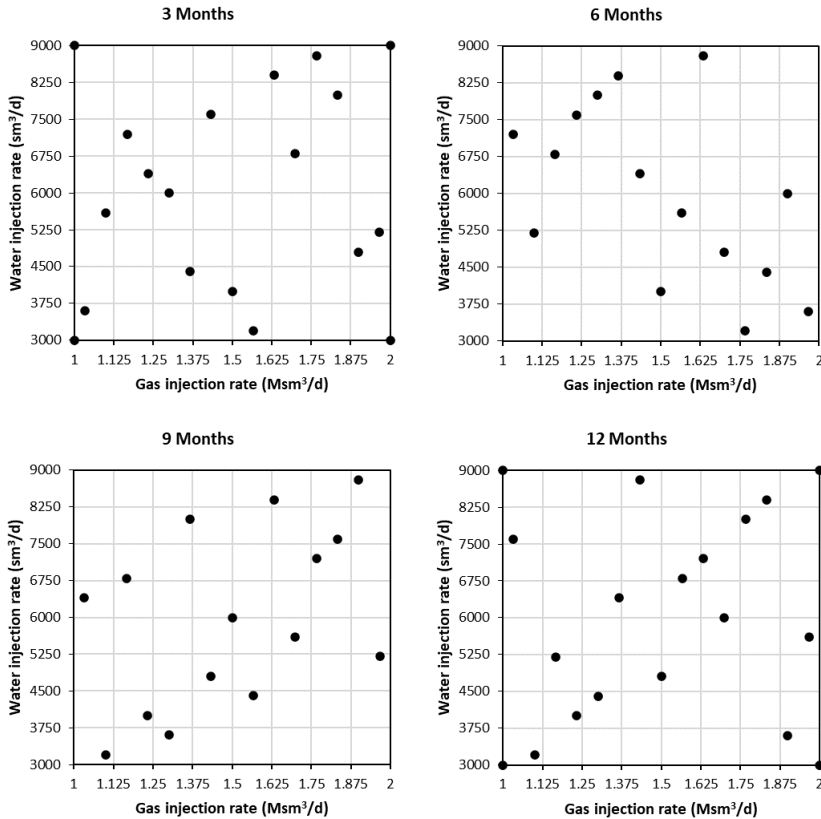 3 Months
9000
8250
7500
6750
6000
5250
4500
3750
3000
Water injection rate (sm³/d)
1 1.125 1.25 1.375 1.5 1.625 1.75 1.875 2
Gas injection rate (Msm³/d)
6 Months
9000
8250
7500
6750
6000
5250
4500
3750
3000
Water injection rate (sm³/d)
1 1.125 1.25 1.375 1.5 1.625 1.75 1.875 2
Gas injection rate (Msm³/d)
9 Months
9000
8250
7500
6750
6000
5250
4500
3750
3000
Water injection rate (sm³/d)
1 1.125 1.25 1.375 1.5 1.625 1.75 1.875 2
Gas injection rate (Msm³/d)
12 Months
9000
8250
7500
6750
6000
5250
4500
3750
3000
Water injection rate (sm³/d)
1 1.125 1.25 1.375 1.5 1.625 1.75 1.875 2
Gas injection rate (Msm³/d)